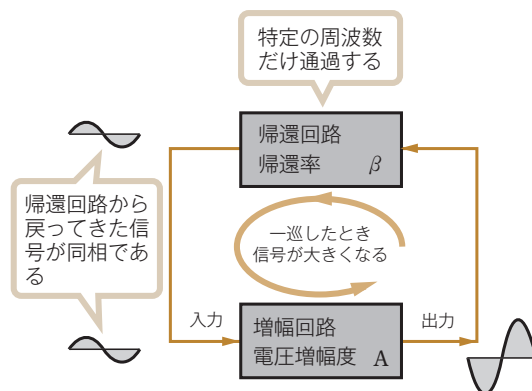 特定の周波数
だけ通過する
帰還回路
帰還率 β
帰還回路から
戻ってきた信
号が同相であ
る
一巡したとき
信号が大きくなる
入力
増幅回路
電圧増幅度 A
出力